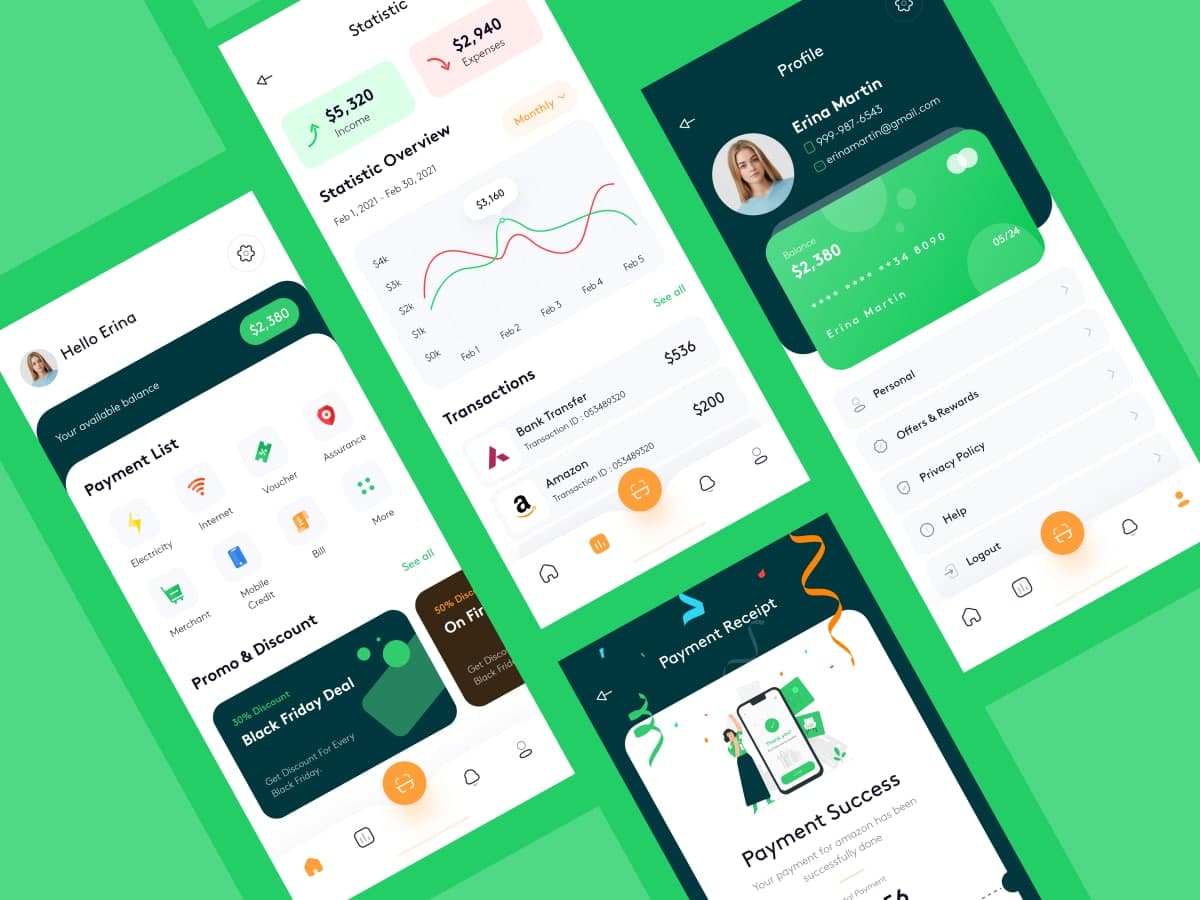 Hello Erina
$2,380
Your available balance
Payment List
Electricity
Internet
Voucher
Assurance
Merchant
Mobile
Credit
Bill
More
Promo & Discount
See all
30% Discount
Black Friday Deal
Get Discount For Every
Black Friday.
50% Disc
On Fir
Get Disco
Black Frid
Statistic
$5,320
Income
$2,940
Expenses
Statistic Overview
Monthly
Feb 1, 2021 - Feb 30, 2021
$3,160
$4k
$3k
$2k
$1k
$0k
Feb 1
Feb 2
Feb 3
Feb 4
Feb 5
Transactions
See all
Bank Transfer
Transaction ID : 053489320
$536
a
Amazon
Transaction ID : 053489320
$200
Profile
Erina Martin
999-987-6543
erinamartin@gmail.com
Balance
$2,380
**** **** **34 8090
05/24
Erina Martin
Personal
Offers & Rewards
Privacy Policy
Help
Logout
Payment Receipt
Thank you!
Payment Success
Your payment for amazon has been
successfully done
tal Payment
56